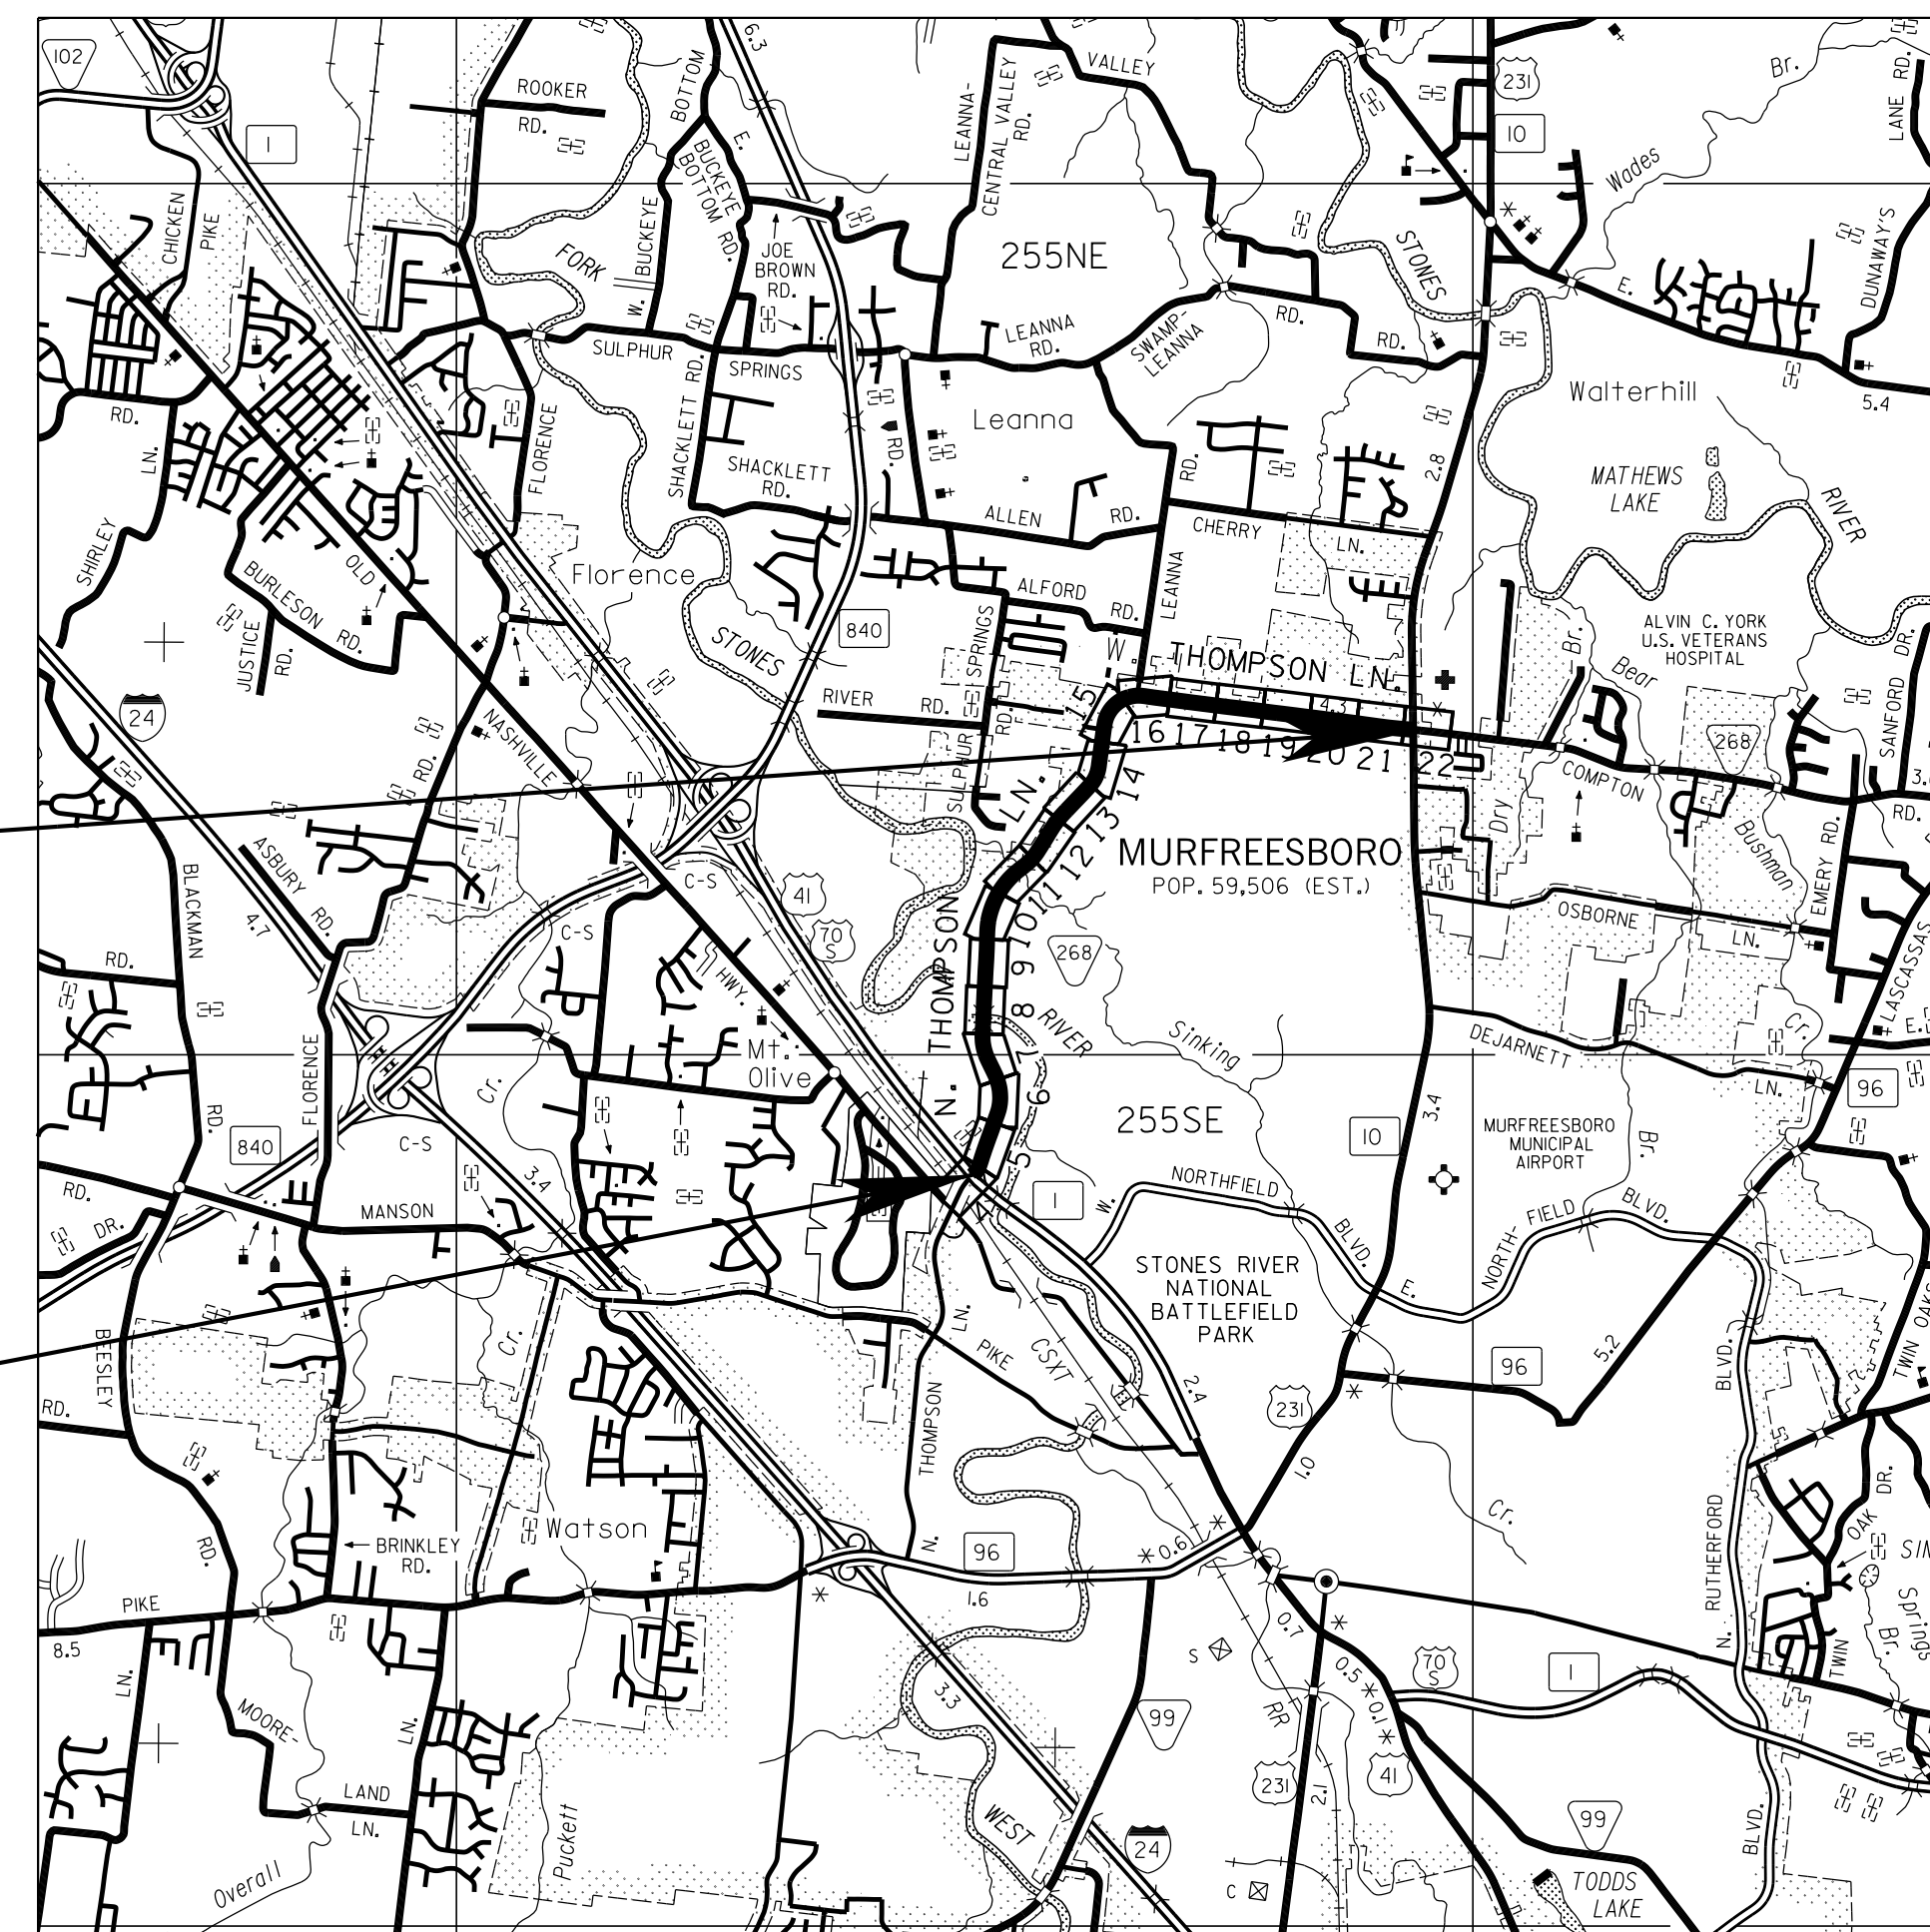 102
6.3
BOTTOM
VALLEY
231
Br.
LANE RD.
1
ROOKER
RD.
E.
LEANNA-
CENTRAL VALLEY
RD.
10
Wades
CHICKEN
PIKE
BUCKEYE
BOTTOM RD.
W. BUCKEYE
FORK
JOE
BROWN
RD.
255NE
STONES
E.
DUNAWAY'S
SULPHUR
SPRINGS
LEANNA
RD.
SWAMP-
LEANNA
RD.
RD.
Walterhill
5.4
RD.
LN.
FLORENCE
SHACKLETT RD.
SHACKLETT
RD.
RD.
Leanna
RD.
2.8
MATHEWS
LAKE
RIVER
SHIRLEY
OLD
ALLEN
RD.
CHERRY
LN.
BURLESON
RD.
JUSTICE
RD.
Florence
STONES
840
ALFORD
RD.
LEANNA
ALVIN C. YORK
U.S. VETERANS
HOSPITAL
Br.
Bear
SANFORD DR.
24
NASHVILLE
RIVER
RD.
SULPHUR
SPRINGS
RD.
W.
THOMPSON LN.
4.3
15
16
17
18
19
20
21
22
268
3.
RD.
COMPTON
RD.
14
13
12
11
10
9
8
7
6
5
4
LN.
THOMPSON
N.
MURFREESBORO
POP. 59,506 (EST.)
Dry
Bushman
EMERY RD.
BLACKMAN
ASBURY
RD.
4.7
C-S
C-S
41
70
S
268
OSBORNE
LN.
LASCASSAS
RD.
HWY.
RIVER
Sinking
DEJARNETT
LN.
Cr.
E.
FLORENCE
Mt.
Olive
Cr.
96
RD.
840
C-S
3.4
255SE
10
3.4
MURFREESBORO
MUNICIPAL
AIRPORT
Br.
RD.
DR.
MANSON
1
W.
NORTHFIELD
BLVD.
E.
NORTH-
FIELD
BLVD.
STONES RIVER
NATIONAL
BATTLEFIELD
PARK
BEESLEY
Cr.
LN.
PIKE
CSXT
2.4
231
96
5.2
BLVD.
TWIN OAKS
RD.
THOMPSON
N.
1.0
Cr.
RUTHERFORD
N.
OAK
DR.
SIN
Springs
Br.
RD.
BRINKLEY
RD.
Watson
96
0.6
1.6
PIKE
8.5
S
0.7
0.5
0.1
70
S
1
TWIN
LN.
MOORE-
LAND
LN.
LN.
3.3
99
RR
231
2.1
41
99
BLVD.
Puckett
Overall
WEST
24
C
TODDS
LAKE